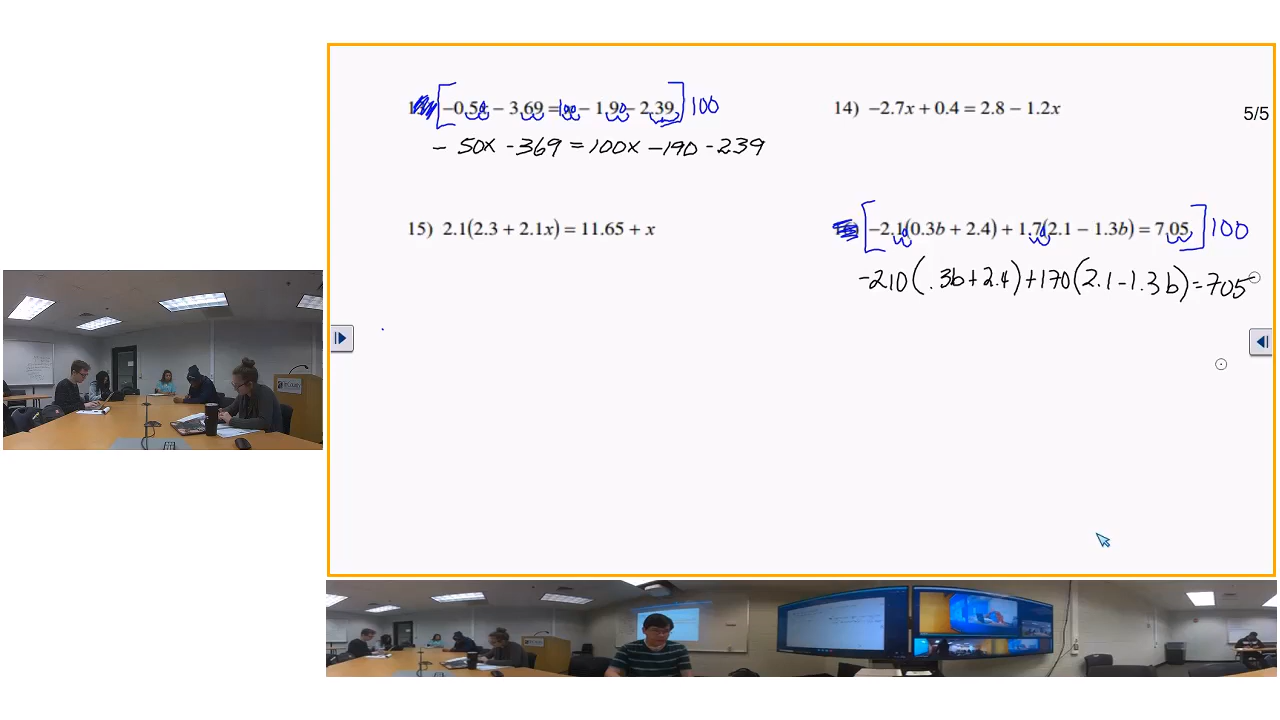 [−0.5 − 3.69 = − 1.9 − 2.39] 100
- 50x - 369 = 100x - 190 - 239
14) −2.7x + 0.4 = 2.8 − 1.2x
5/5
15) 2.1(2.3 + 2.1x) = 11.65 + x
[−2.1(0.3b + 2.4) + 1.7(2.1 − 1.3b) = 7.05] 100
-210(.3b+2.4)+170(2.1-1.3b)=705